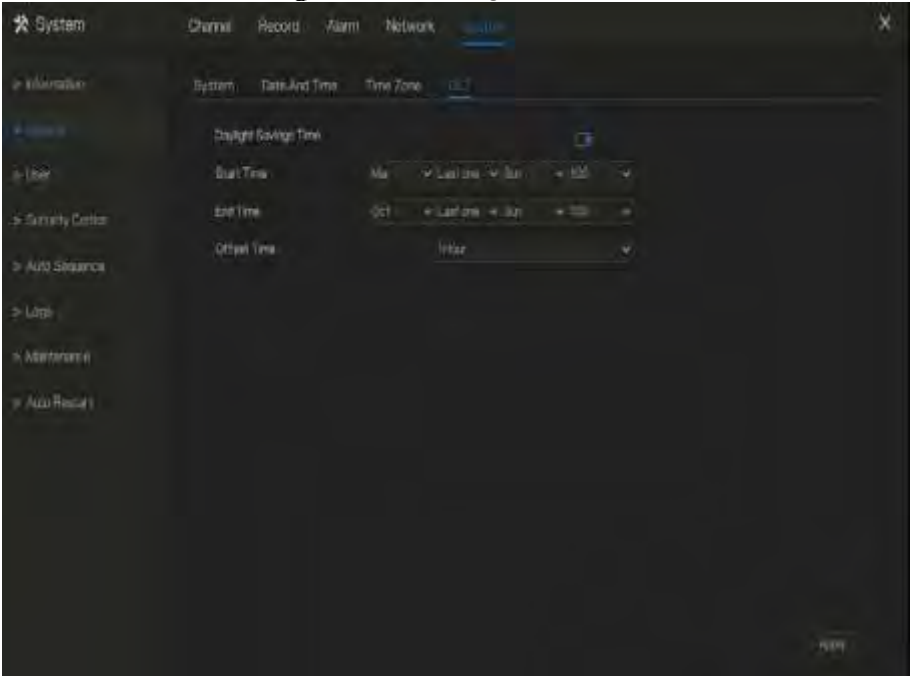 System
Channel Record Alarm Network System
> Information
System Date And Time Time Zone DST
Daylight Savings Time
> User
Start Time Mar Last one Sun
> Security Center
End Time Oct Last one Sun
Offset Time 1Hour
> Auto Sequence
> Logs
> Maintenance
> Auto Restart